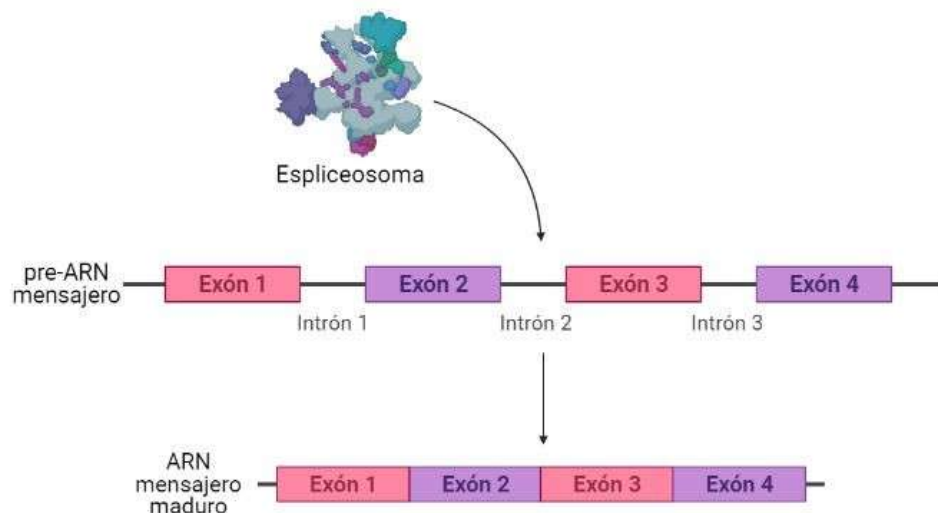 Espliceosoma
pre-ARN
mensajero
Exón 1
Exón 2
Exón 3
Exón 4
Intrón 1
Intrón 2
Intrón 3
ARN
mensajero
maduro
Exón 1
Exón 2
Exón 3
Exón 4